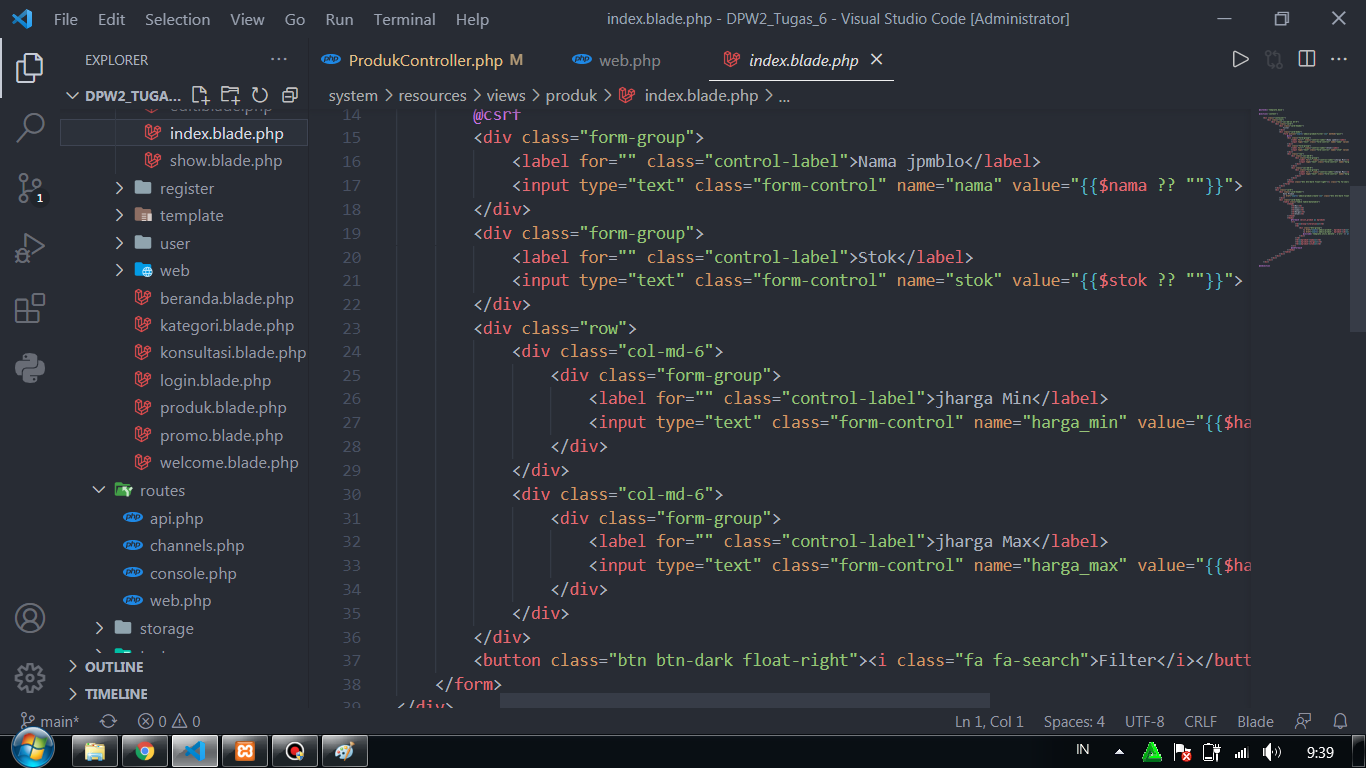 File Edit Selection View Go Run Terminal Help index.blade.php - DPW2_Tugas_6 - Visual Studio Code [Administrator]
EXPLORER
ProdukController.php M
web.php
index.blade.php
DPW2_TUGA...
system > resources > views > produk > index.blade.php > ...
edit.blade.php
index.blade.php
show.blade.php
register
template
user
web
beranda.blade.php
kategori.blade.php
konsultasi.blade.php
login.blade.php
produk.blade.php
promo.blade.php
welcome.blade.php
routes
api.php
channels.php
console.php
web.php
storage
OUTLINE
TIMELINE
1
14 @csrf
15 <div class="form-group">
16 <label for="" class="control-label">Nama jpmblo</label>
17 <input type="text" class="form-control" name="nama" value="{{$nama ?? ""}}">
18 </div>
19 <div class="form-group">
20 <label for="" class="control-label">Stok</label>
21 <input type="text" class="form-control" name="stok" value="{{$stok ?? ""}}">
22 </div>
23 <div class="row">
24 <div class="col-md-6">
25 <div class="form-group">
26 <label for="" class="control-label">jharga Min</label>
27 <input type="text" class="form-control" name="harga_min" value="{{$ha
28 </div>
29 </div>
30 <div class="col-md-6">
31 <div class="form-group">
32 <label for="" class="control-label">jharga Max</label>
33 <input type="text" class="form-control" name="harga_max" value="{{$ha
34 </div>
35 </div>
36 </div>
37 <button class="btn btn-dark float-right"><i class="fa fa-search">Filter</i></butt
38 </form>
39 </div>
main* 0 0 Ln 1, Col 1 Spaces: 4 UTF-8 CRLF Blade
IN 9:39